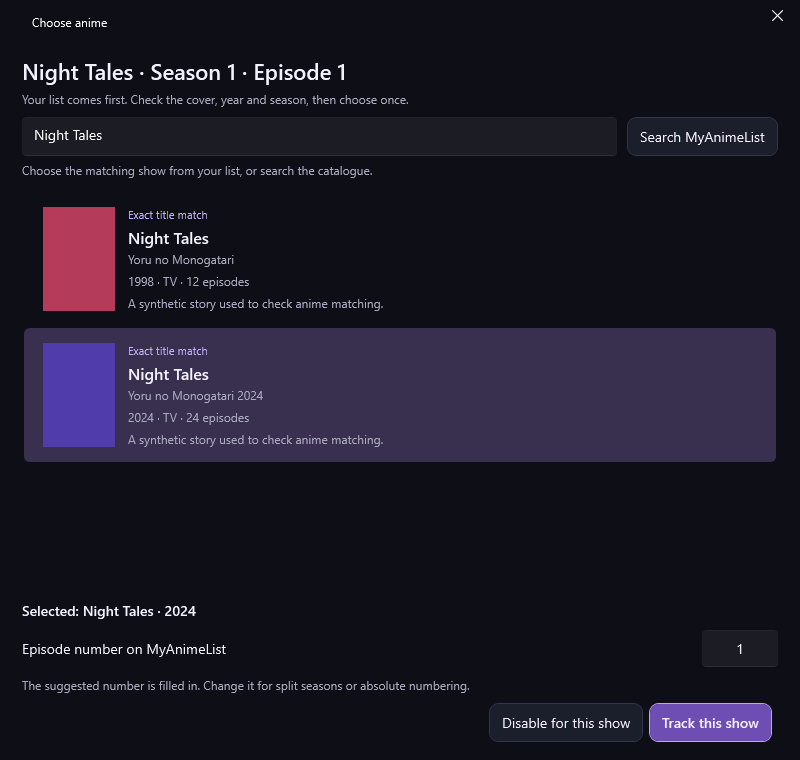 Choose anime
Night Tales · Season 1 · Episode 1
Your list comes first. Check the cover, year and season, then choose once.
Night Tales
Search MyAnimeList
Choose the matching show from your list, or search the catalogue.
Exact title match
Night Tales
Yoru no Monogatari
1998 · TV · 12 episodes
A synthetic story used to check anime matching.
Exact title match
Night Tales
Yoru no Monogatari 2024
2024 · TV · 24 episodes
A synthetic story used to check anime matching.
Selected: Night Tales · 2024
Episode number on MyAnimeList
1
The suggested number is filled in. Change it for split seasons or absolute numbering.
Disable for this show
Track this show